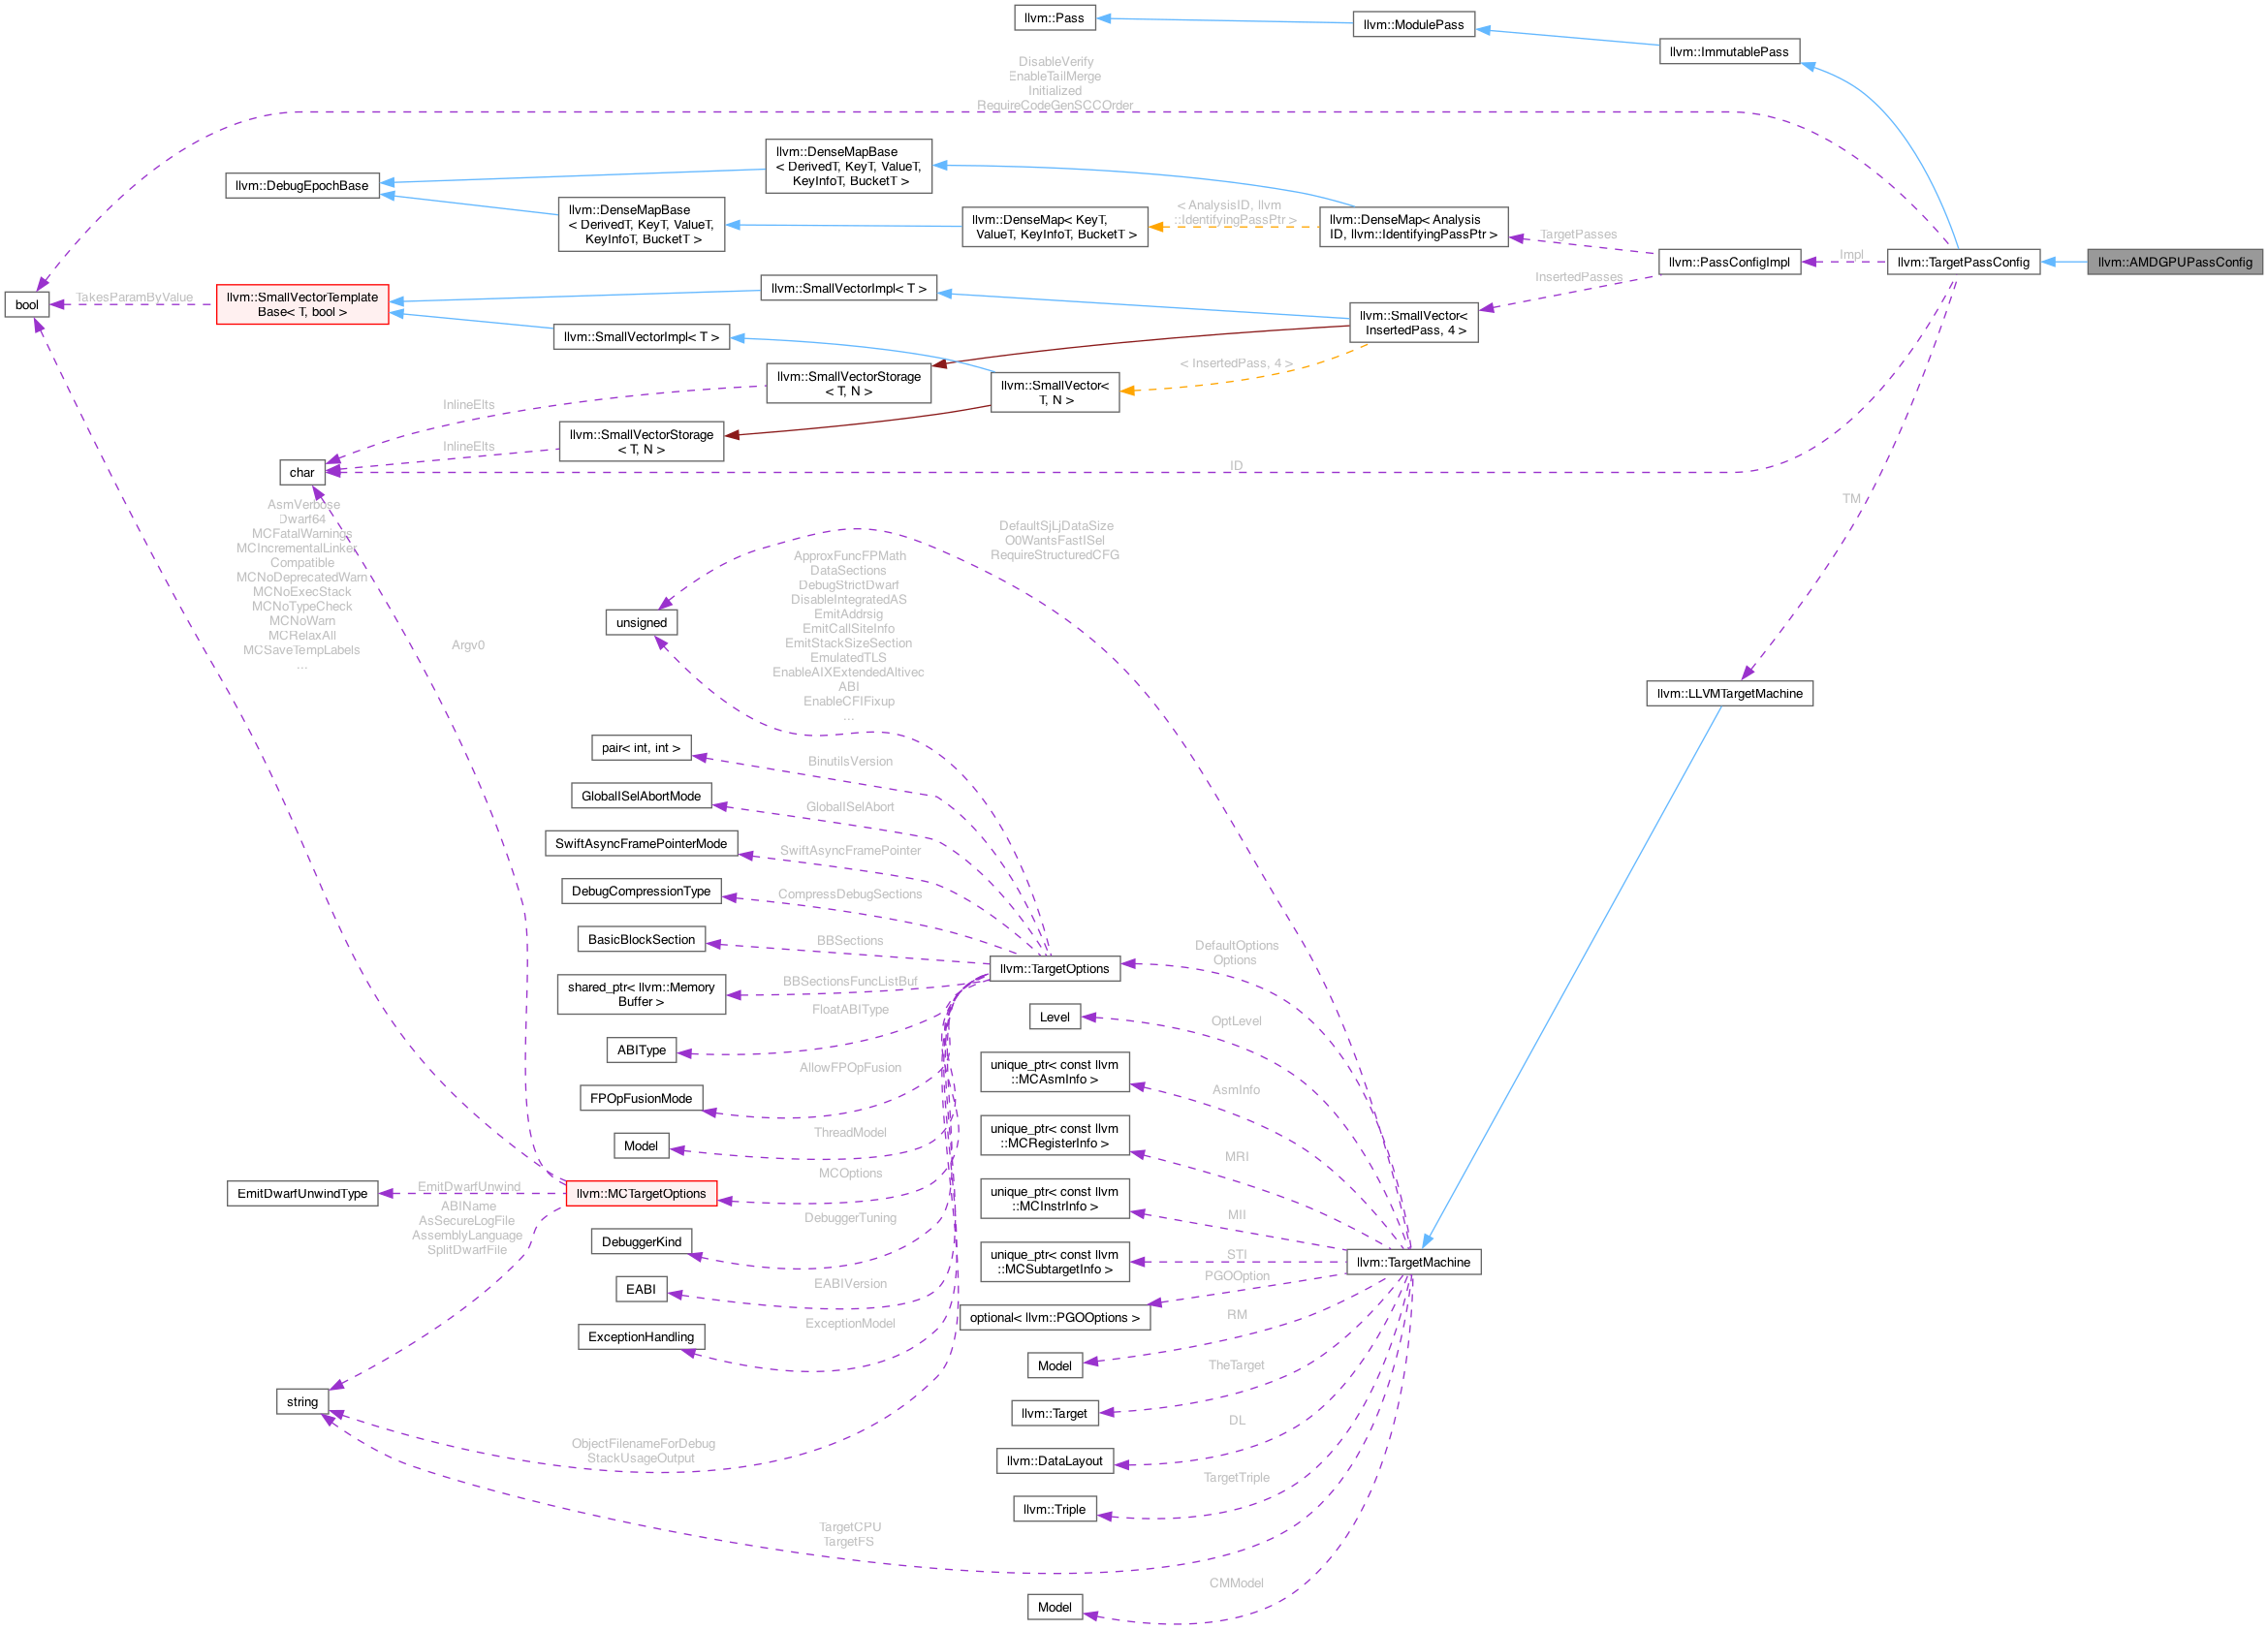 llvm::Pass
llvm::ModulePass
llvm::ImmutablePass
DisableVerify
EnableTailMerge
Initialized
RequireCodeGenSCCOrder
llvm::DenseMapBase
< DerivedT, KeyT, ValueT,
KeyInfoT, BucketT >
llvm::DebugEpochBase
llvm::DenseMapBase
< DerivedT, KeyT, ValueT,
KeyInfoT, BucketT >
llvm::DenseMap< KeyT,
ValueT, KeyInfoT, BucketT >
< AnalysisID, llvm
::IdentifyingPassPtr >
llvm::DenseMap< Analysis
ID, llvm::IdentifyingPassPtr >
TargetPasses
llvm::PassConfigImpl
Impl
llvm::TargetPassConfig
llvm::AMDGPUPassConfig
InsertedPasses
bool
TakesParamByValue
llvm::SmallVectorTemplate
Base< T, bool >
llvm::SmallVectorImpl< T >
llvm::SmallVectorImpl< T >
llvm::SmallVector<
InsertedPass, 4 >
< InsertedPass, 4 >
llvm::SmallVectorStorage
< T, N >
llvm::SmallVector<
T, N >
InlineElts
llvm::SmallVectorStorage
< T, N >
InlineElts
char
ID
TM
AsmVerbose
Dwarf64
MCFatalWarnings
MCIncrementalLinker
Compatible
MCNoDeprecatedWarn
MCNoExecStack
MCNoTypeCheck
MCNoWarn
MCRelaxAll
MCSaveTempLabels
...
Argv0
DefaultSjLjDataSize
O0WantsFastISel
RequireStructuredCFG
unsigned
ApproxFuncFPMath
DataSections
DebugStrictDwarf
DisableIntegratedAS
EmitAddrsig
EmitCallSiteInfo
EmitStackSizeSection
EmulatedTLS
EnableAIXExtendedAltivec
ABI
EnableCFIFixup
...
llvm::LLVMTargetMachine
pair< int, int >
BinutilsVersion
GlobalISelAbortMode
GlobalISelAbort
SwiftAsyncFramePointerMode
SwiftAsyncFramePointer
DebugCompressionType
CompressDebugSections
BasicBlockSection
BBSections
shared_ptr< llvm::Memory
Buffer >
BBSectionsFuncListBuf
llvm::TargetOptions
DefaultOptions
Options
ABIType
FloatABIType
Level
OptLevel
FPOpFusionMode
AllowFPOpFusion
unique_ptr< const llvm
::MCAsmInfo >
AsmInfo
Model
ThreadModel
unique_ptr< const llvm
::MCRegisterInfo >
MRI
EmitDwarfUnwindType
EmitDwarfUnwind
llvm::MCTargetOptions
MCOptions
unique_ptr< const llvm
::MCInstrInfo >
MII
ABIName
AsSecureLogFile
AssemblyLanguage
SplitDwarfFile
DebuggerKind
DebuggerTuning
unique_ptr< const llvm
::MCSubtargetInfo >
STI
llvm::TargetMachine
EABI
EABIVersion
PGOOption
optional< llvm::PGOOptions >
ExceptionHandling
ExceptionModel
RM
Model
string
TheTarget
llvm::Target
ObjectFilenameForDebug
StackUsageOutput
DL
llvm::DataLayout
TargetTriple
llvm::Triple
TargetCPU
TargetFS
CMModel
Model